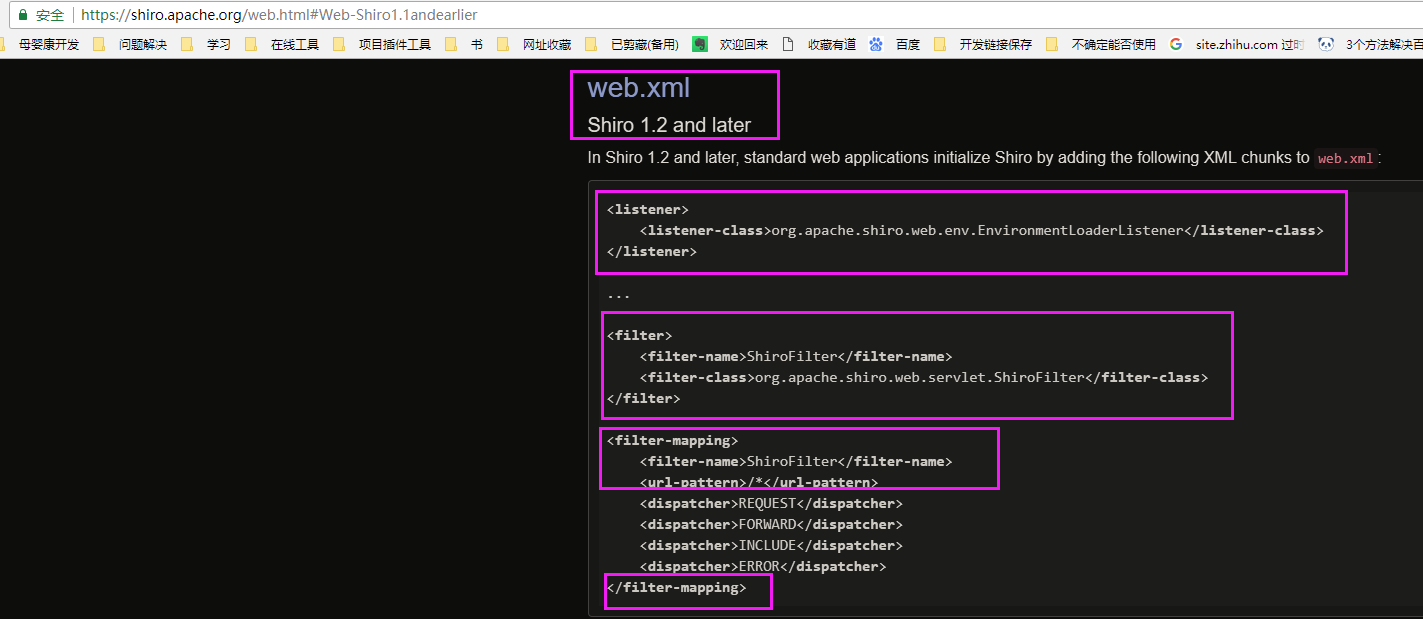 安全 https://shiro.apache.org/web.html#Web-Shiro1.1andearlier
母婴康开发 问题解决 学习 在线工具 项目插件工具 书 网址收藏 已剪藏(备用) 欢迎回来 收藏有道 百度 开发链接保存 不确定能否使用 site.zhihu.com 过时 3个方法解决百
web.xml
Shiro 1.2 and later
In Shiro 1.2 and later, standard web applications initialize Shiro by adding the following XML chunks to web.xml:
<listener>
    <listener-class>org.apache.shiro.web.env.EnvironmentLoaderListener</listener-class>
</listener>
...
<filter>
    <filter-name>ShiroFilter</filter-name>
    <filter-class>org.apache.shiro.web.servlet.ShiroFilter</filter-class>
</filter>
<filter-mapping>
    <filter-name>ShiroFilter</filter-name>
    <url-pattern>/*</url-pattern>
    <dispatcher>REQUEST</dispatcher>
    <dispatcher>FORWARD</dispatcher>
    <dispatcher>INCLUDE</dispatcher>
    <dispatcher>ERROR</dispatcher>
</filter-mapping>